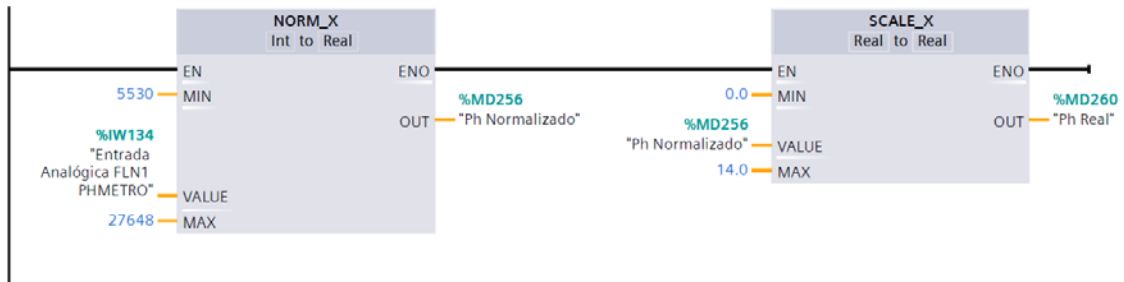 NORM_X
Int to Real
EN
ENO
5530
MIN
%MD256
OUT
"Ph Normalizado"
%IW134
"Entrada
Analógica FLN1
PHMETRO"
VALUE
27648
MAX
SCALE_X
Real to Real
EN
ENO
0.0
MIN
%MD260
OUT
"Ph Real"
%MD256
"Ph Normalizado"
VALUE
14.0
MAX